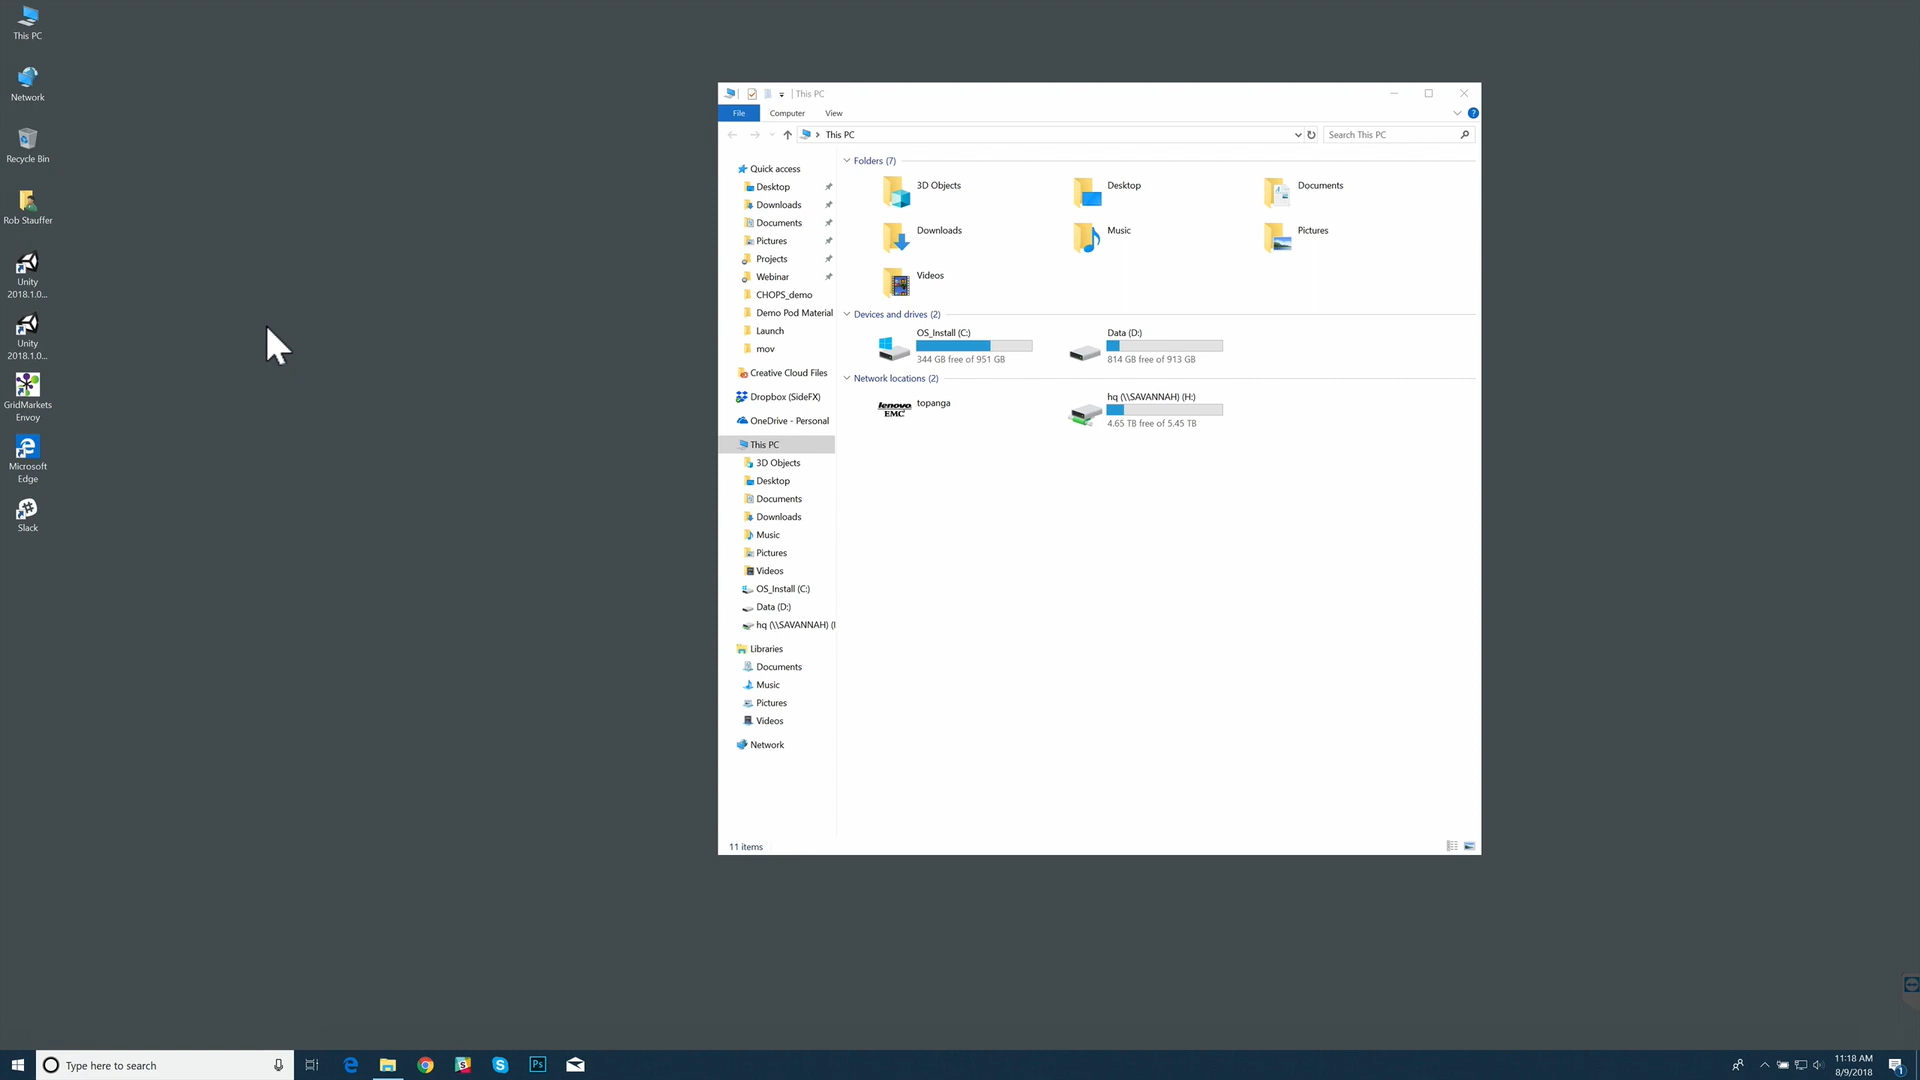 This PC
Network
Recycle Bin
Rob Stauffer
Unity
2018.1.0...
Unity
2018.1.0...
GridMarkets
Envoy
Microsoft
Edge
Slack
This PC
File Computer View
This PC
Search This PC
Quick access
Desktop
Downloads
Documents
Pictures
Projects
Webinar
CHOPS_demo
Demo Pod Material
Launch
mov
Creative Cloud Files
Dropbox (SideFX)
OneDrive - Personal
This PC
3D Objects
Desktop
Documents
Downloads
Music
Pictures
Videos
OS_Install (C:)
Data (D:)
hq (\\SAVANNAH) (
Libraries
Documents
Music
Pictures
Videos
Network
Folders (7)
3D Objects
Desktop
Documents
Downloads
Music
Pictures
Videos
Devices and drives (2)
OS_Install (C:)
344 GB free of 951 GB
Data (D:)
814 GB free of 913 GB
Network locations (2)
lenovo
EMC
topanga
hq (\\SAVANNAH) (H:)
4.65 TB free of 5.45 TB
11 items
Type here to search
Ps
11:18 AM
8/9/2018
1